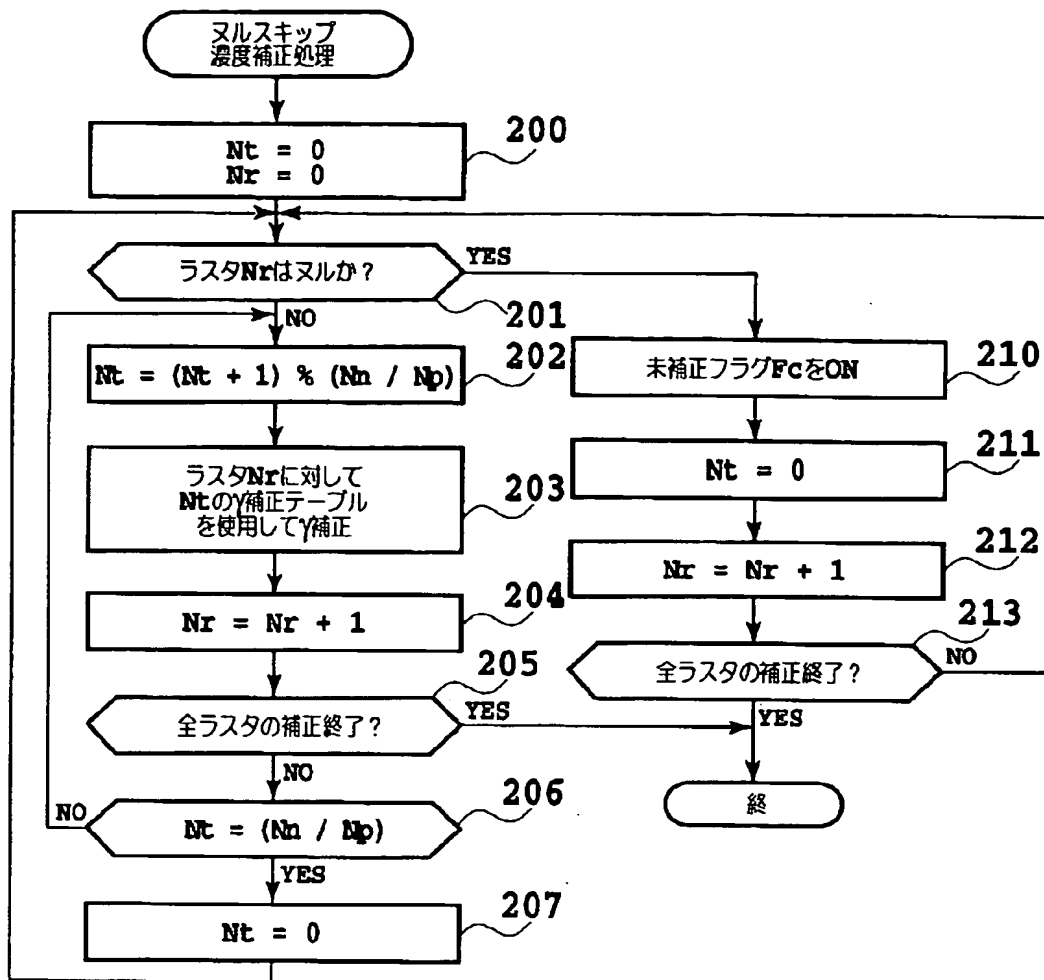 ヌルスキップ
濃度補正処理
200
Nt = 0
Nr = 0
ラスタNrはヌルか？
YES
201
NO
202
Nt = (Nt + 1) % (Nn / Np)
未補正フラグFcをON
210
ラスタNrに対して
Ntのγ補正テーブル
を使用してγ補正
203
211
Nt = 0
212
Nr = Nr + 1
204
Nr = Nr + 1
213
全ラスタの補正終了？
NO
YES
205
全ラスタの補正終了？
YES
NO
終
206
NO
Nt = (Nn / Np)
YES
207
Nt = 0